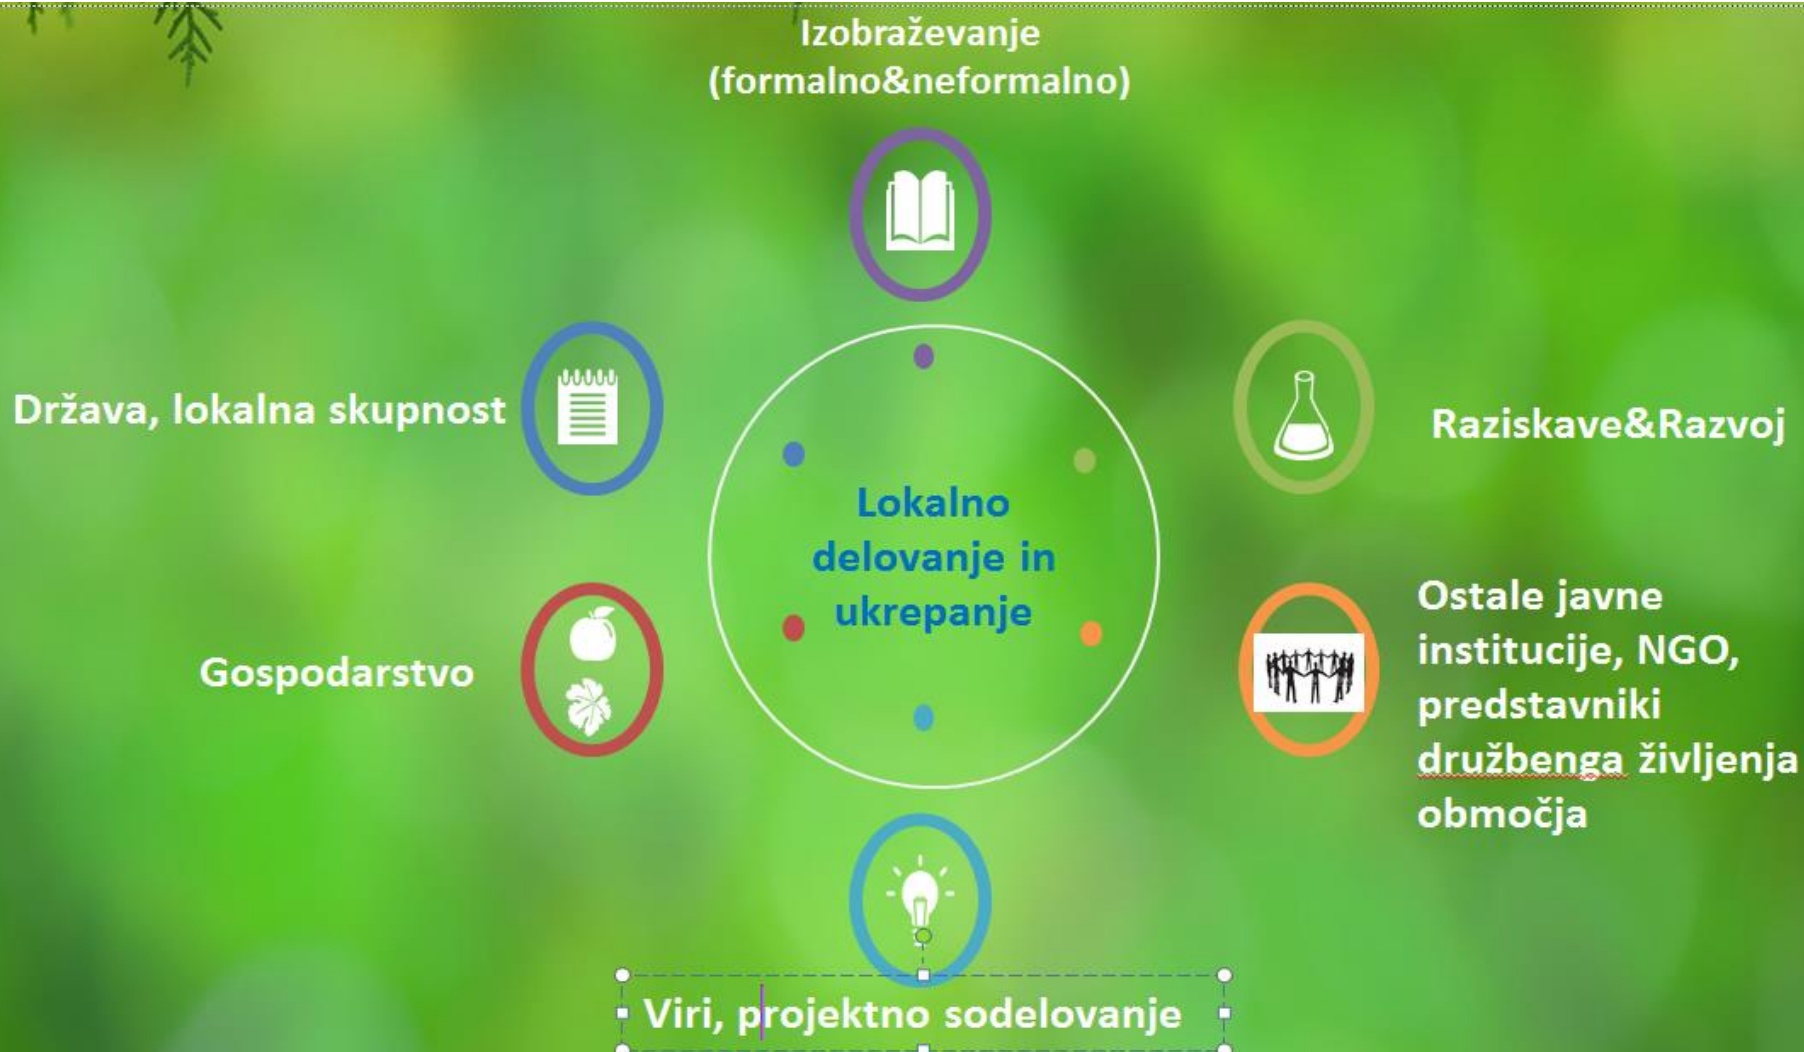 Izobraževanje
(formalno&neformalno)
Država, lokalna skupnost
Raziskave&Razvoj
Lokalno
delovanje in
ukrepanje
Gospodarstvo
Ostale javne
institucije, NGO,
predstavniki
družbenga življenja
območja
Viri, projektno sodelovanje